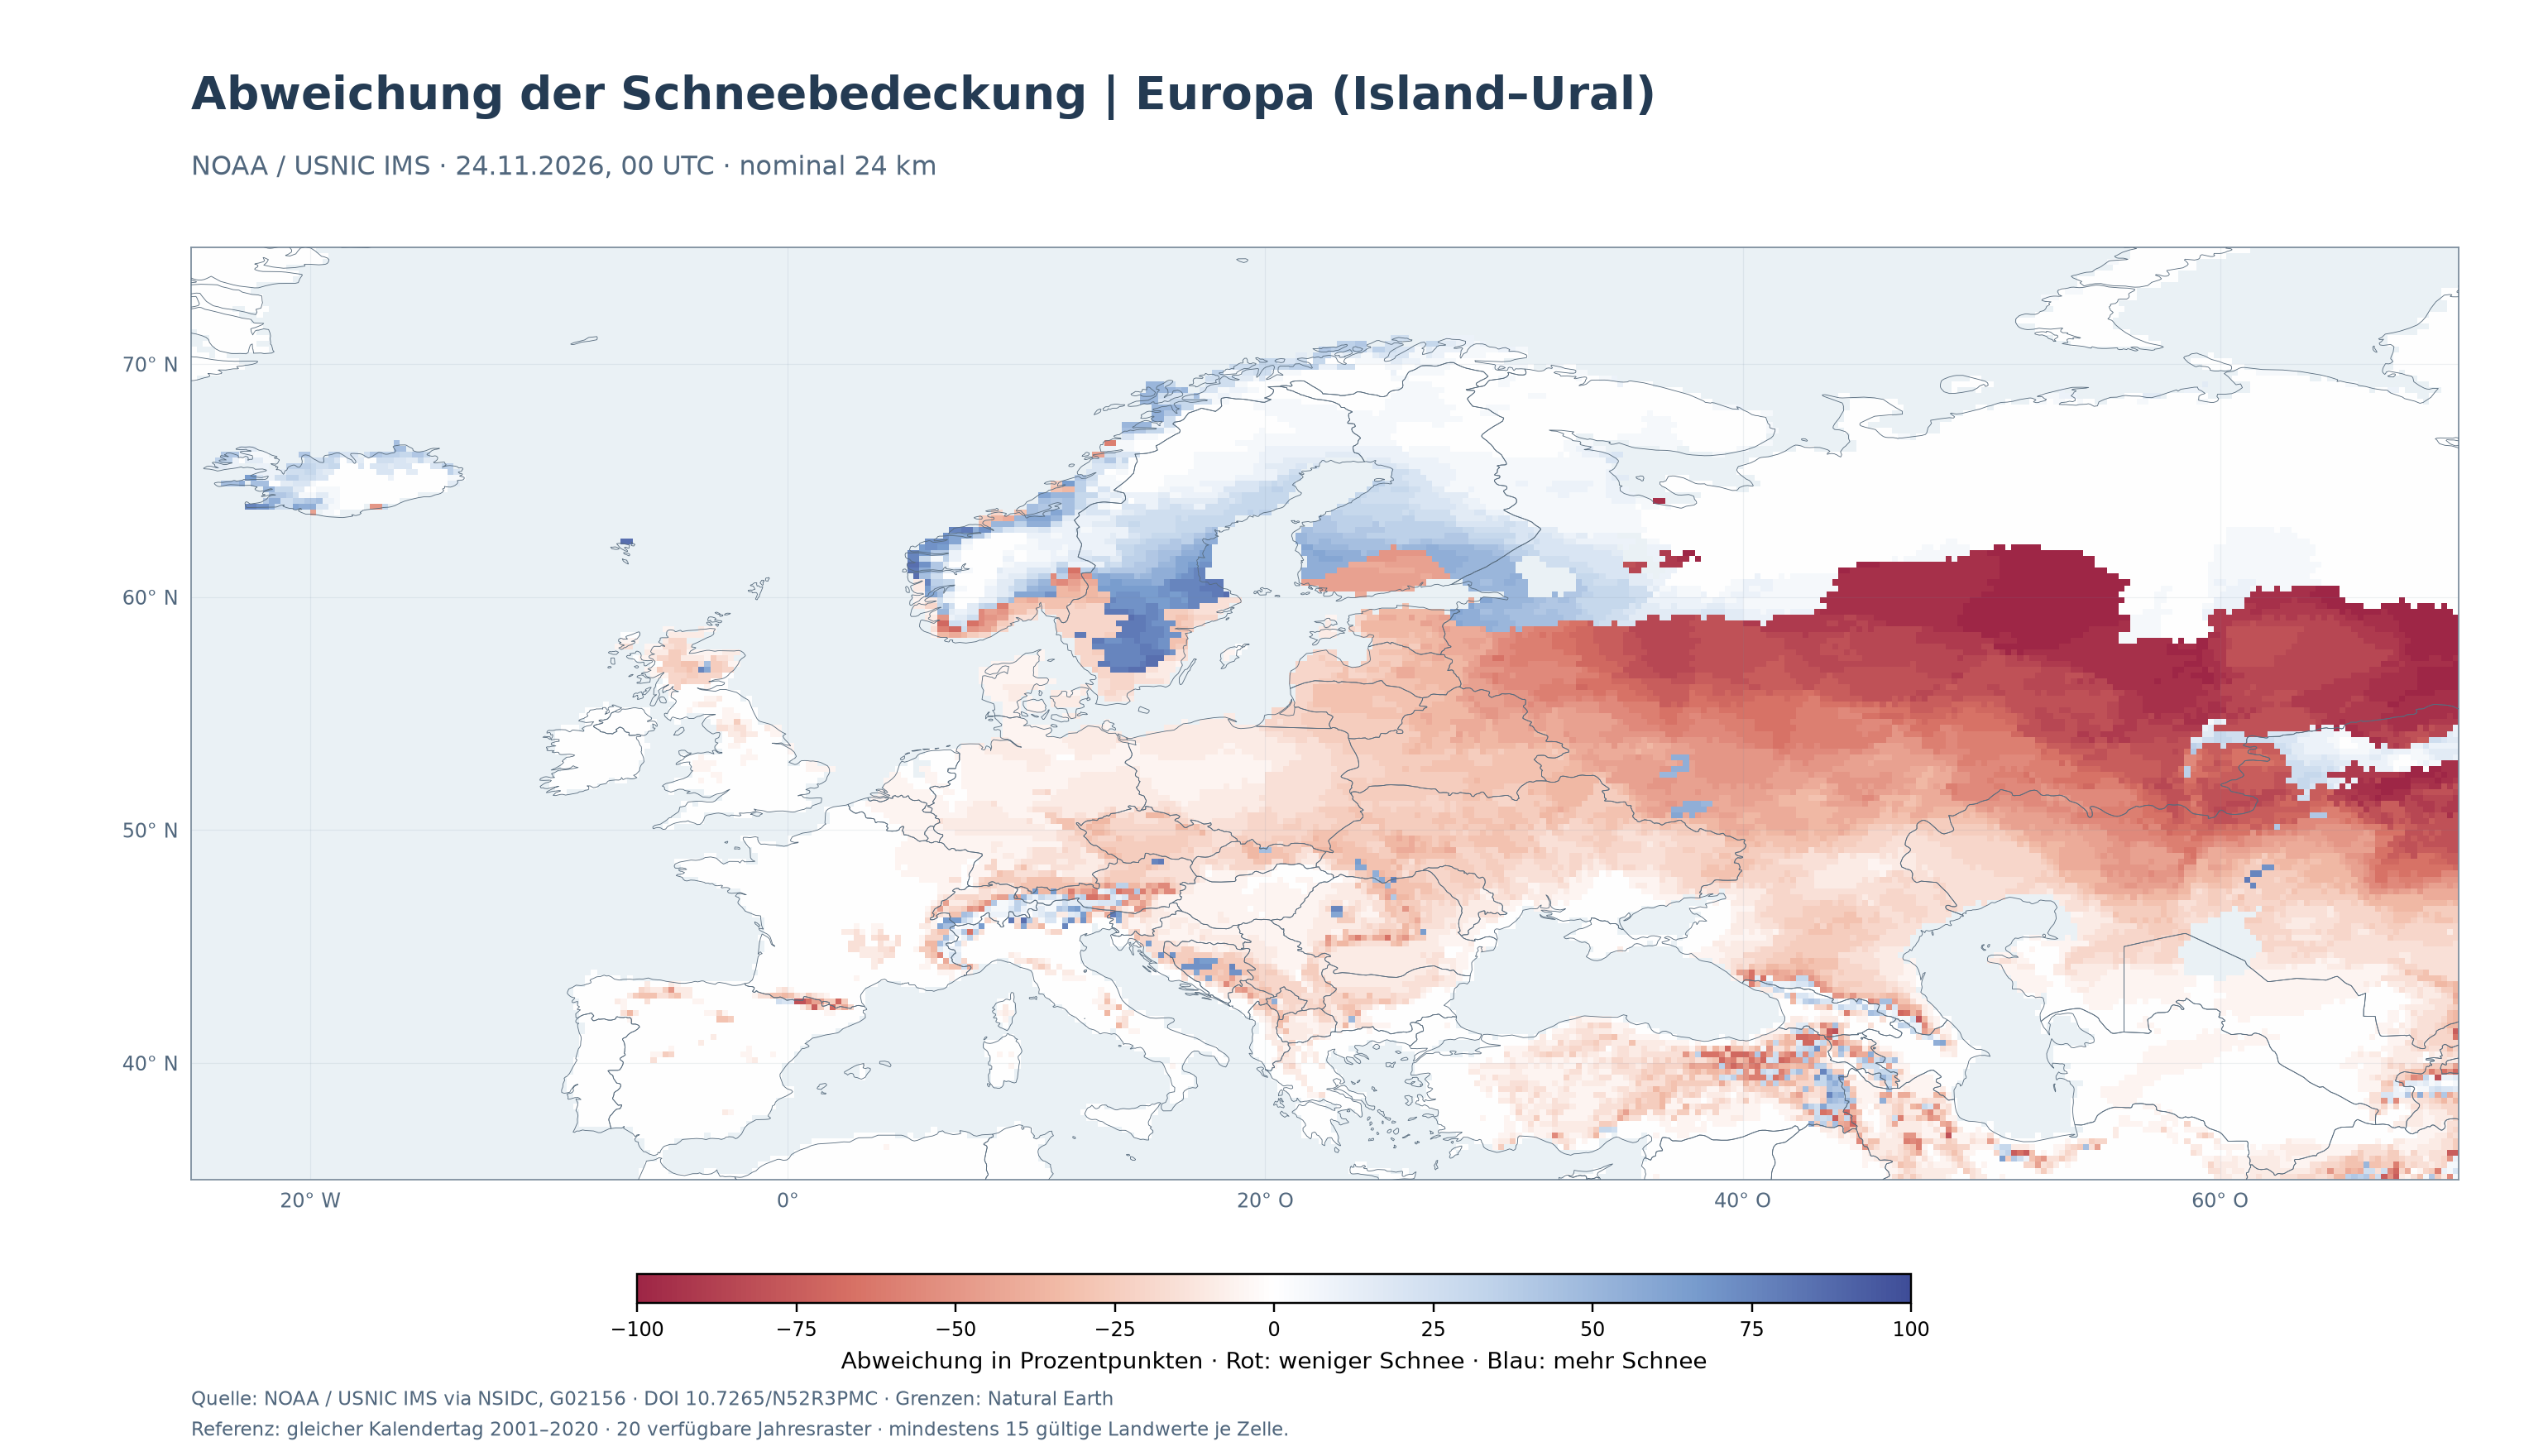 Abweichung der Schneebedeckung | Europa (Island–Ural)
NOAA / USNIC IMS · 24.11.2026, 00 UTC · nominal 24 km
70° N
60° N
50° N
40° N
20° W
0°
20° O
40° O
60° O
−100
−75
−50
−25
0
25
50
75
100
Abweichung in Prozentpunkten · Rot: weniger Schnee · Blau: mehr Schnee
Quelle: NOAA / USNIC IMS via NSIDC, G02156 · DOI 10.7265/N52R3PMC · Grenzen: Natural Earth
Referenz: gleicher Kalendertag 2001–2020 · 20 verfügbare Jahresraster · mindestens 15 gültige Landwerte je Zelle.